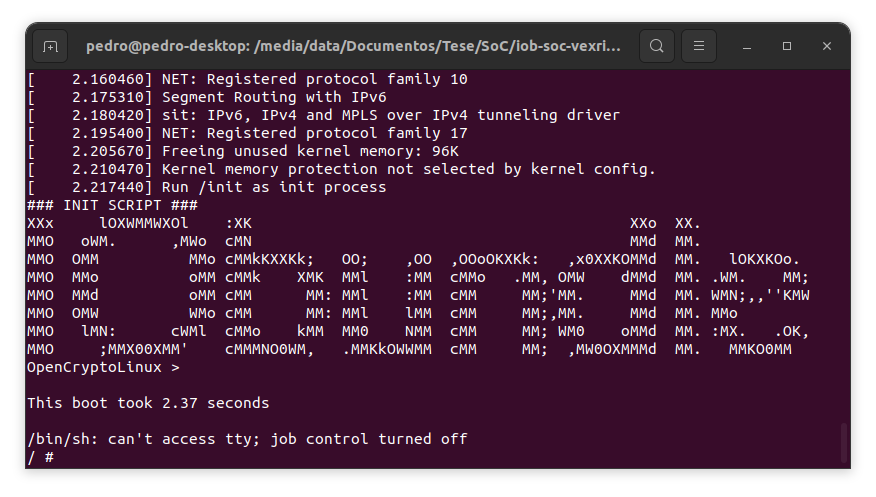 pedro@pedro-desktop: /media/data/Documentos/Tese/SoC/iob-soc-vexri...
[    2.160460] NET: Registered protocol family 10
[    2.175310] Segment Routing with IPv6
[    2.180420] sit: IPv6, IPv4 and MPLS over IPv4 tunneling driver
[    2.195400] NET: Registered protocol family 17
[    2.205670] Freeing unused kernel memory: 96K
[    2.210470] Kernel memory protection not selected by kernel config.
[    2.217440] Run /init as init process
### INIT SCRIPT ###
XXx     lOXWMMWXOl    :XK                                          XXo  XX.
MMO   oWM.      ,MWo  cMN                                          MMd  MM.
MMO  OMM          MMo cMMkKXXKk;   OO;    ,OO  ,OOoOKXKk:   ,x0XXKOMMd  MM.   lOKXKOo.
MMO  MMo          oMM cMMk    XMK  MMl    :MM  cMMo   .MM, OMW    dMMd  MM. .WM.    MM;
MMO  MMd          oMM cMM      MM: MMl    :MM  cMM     MM;'MM.     MMd  MM. WMN;,,''KMW
MMO  OMW          WMo cMM      MM: MMl    lMM  cMM     MM;,MM.     MMd  MM. MMo
MMO   lMN:      cWMl  cMMo    kMM  MM0    NMM  cMM     MM; WM0    oMMd  MM. :MX.   .OK,
MMO     ;MMX00XMM'    cMMMNO0WM,   .MMKkOWWMM  cMM     MM;  ,MW0OXMMMd  MM.   MMKO0MM
OpenCryptoLinux >
This boot took 2.37 seconds
/bin/sh: can't access tty; job control turned off
/ #